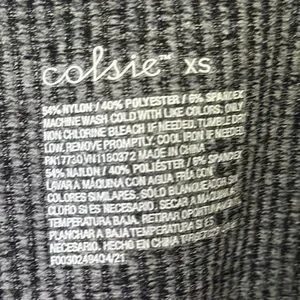 colsie™ XS
54% NYLON / 40% POLYESTER / 6% SPANDEX
MACHINE WASH COLD WITH LIKE COLORS. ONLY
NON CHLORINE BLEACH IF NEEDED. TUMBLE DRY
LOW. REMOVE PROMPTLY. COOL IRON IF NEEDED
RN17730 VN1180372 MADE IN CHINA
54% NAILON / 40% POLIESTER / 6% SPANDEX
LAVAR A MÁQUINA CON AGUA FRÍA CON
COLORES SIMILARES. SÓLO BLANQUEADOR SIN
CLORO SI ES NECESARIO. SECAR A MÁQUINA
TEMPERATURA BAJA. RETIRAR
PLANCHAR A BAJA TEMPERATURA SI ES
NECESARIO. HECHO EN CHINA